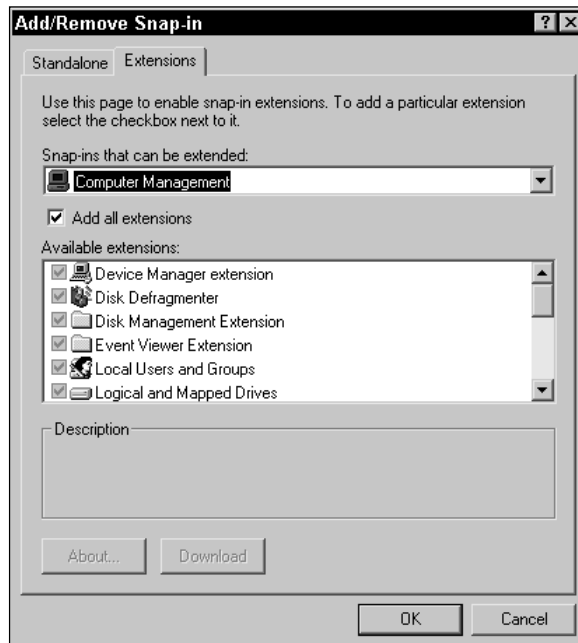 Add/Remove Snap-in
Standalone
Extensions
Use this page to enable snap-in extensions. To add a particular extension
select the checkbox next to it.
Snap-ins that can be extended:
Computer Management
Add all extensions
Available extensions:
Device Manager extension
Disk Defragmenter
Disk Management Extension
Event Viewer Extension
Local Users and Groups
Logical and Mapped Drives
Description
About...
Download
OK
Cancel